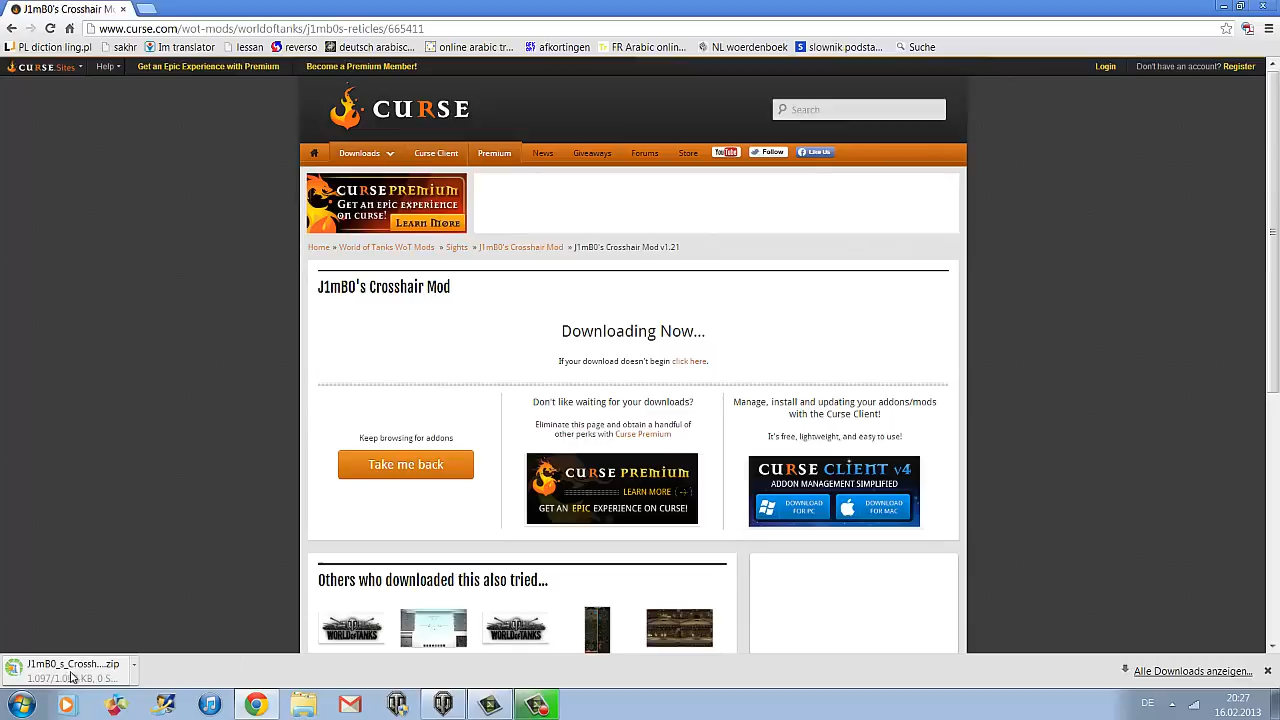 J1mB0's Crosshair Mod
www.curse.com/wot-mods/worldoftanks/j1mb0s-reticles/665411
PL diction ling.pl sakhr Im translator lessan reverso deutsch arabisc... online arabic tr... afkortingen FR Arabic onlin... NL woerdenboek slownik podsta... Suche
CURSE Sites Help Get an Epic Experience with Premium Become a Premium Member! Login Don't have an account? Register
CURSE
Search
Downloads Curse Client Premium News Giveaways Forums Store YouTube Follow Like Us
CURSE PREMIUM
GET AN EPIC EXPERIENCE
ON CURSE!
LEARN MORE
Home » World of Tanks WoT Mods » Sights » J1mB0's Crosshair Mod » J1mB0's Crosshair Mod v1.21
J1mB0's Crosshair Mod
Downloading Now...
If your download doesn't begin click here.
Keep browsing for addons
Take me back
Don't like waiting for your downloads?
Eliminate this page and obtain a handful of
other perks with Curse Premium
CURSE PREMIUM
LEARN MORE
GET AN EPIC EXPERIENCE ON CURSE!
Manage, install and updating your addons/mods
with the Curse Client!
It's free, lightweight, and easy to use!
CURSE CLIENT v4
ADDON MANAGEMENT SIMPLIFIED
DOWNLOAD
FOR PC
DOWNLOAD
FOR MAC
Others who downloaded this also tried...
WORLD OF TANKS
WORLD OF TANKS
J1mB0_s_Crossh....zip
Alle Downloads anzeigen...
DE
20:27
16.02.2013